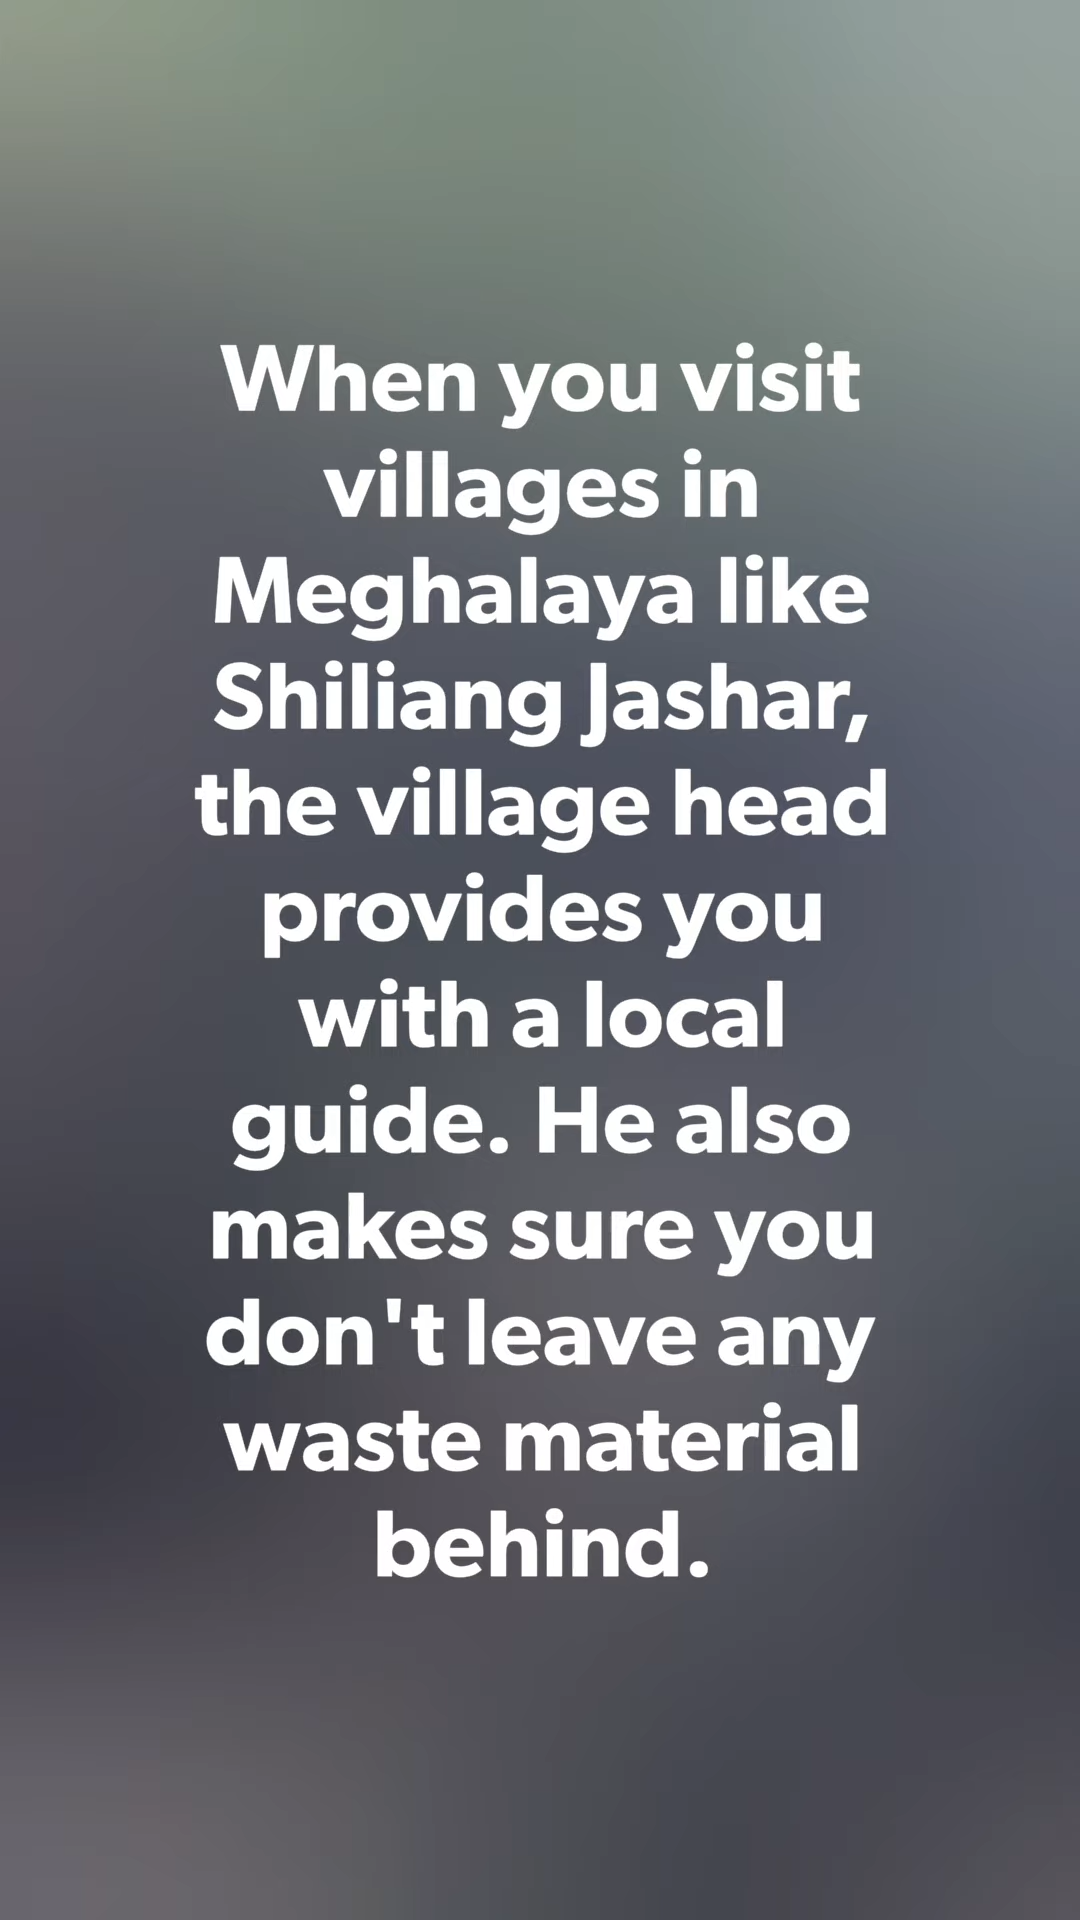 When you visit
villages in
Meghalaya like
Shiliang Jashar,
the village head
provides you
with a local
guide. He also
makes sure you
don't leave any
waste material
behind.